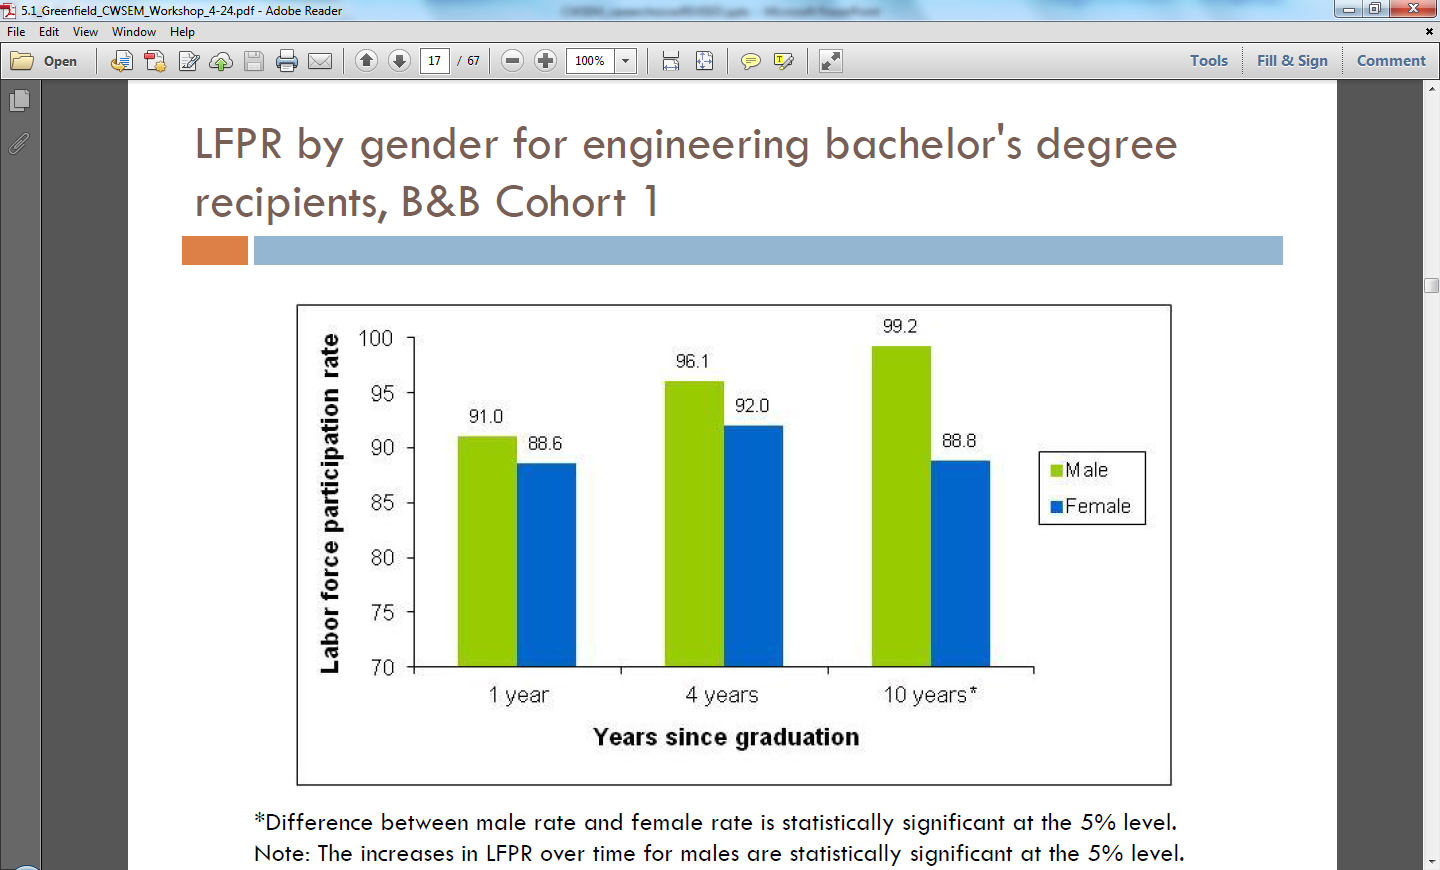 5.1_Greenfield_CWSEM_Workshop_4-24.pdf - Adobe Reader
File Edit View Window Help
Open 17 / 67 100% Tools Fill & Sign Comment
LFPR by gender for engineering bachelor's degree
recipients, B&B Cohort 1
Labor force participation rate
100
95
90
85
80
75
70
91.0
88.6
96.1
92.0
99.2
88.8
Male
Female
1 year 4 years 10 years*
Years since graduation
*Difference between male rate and female rate is statistically significant at the 5% level.
Note: The increases in LFPR over time for males are statistically significant at the 5% level.